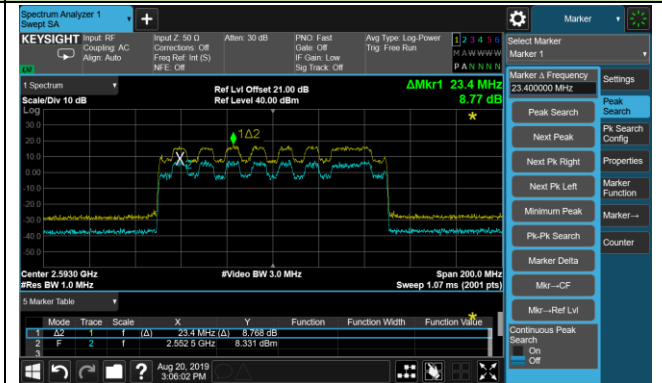 Spectrum Analyzer 1
Swept SA
Marker
KEYSIGHT
Input: RF
Coupling: AC
Align: Auto
Input Z: 50 Ω
Corrections: Off
Freq Ref: Int (S)
NFE: Off
Atten: 30 dB
PNO: Fast
Gate: Off
IF Gain: Low
Sig Track: Off
Avg Type: Log-Power
Trig: Free Run
1 2 3 4 5 6
M A W W W W
P A N N N N
Select Marker
Marker 1
1 Spectrum
Scale/Div 10 dB
Ref Lvl Offset 21.00 dB
Ref Level 40.00 dBm
ΔMkr1 23.4 MHz
8.77 dB
Log
30.0
20.0
10.0
0.00
-10.0
-20.0
-30.0
-40.0
-50.0
1Δ2
X2
Center 2.5930 GHz
#Res BW 1.0 MHz
#Video BW 3.0 MHz
Span 200.0 MHz
Sweep 1.07 ms (2001 pts)
5 Marker Table
Mode Trace Scale X Y Function Function Width Function Value
1 Δ2 1 f (Δ) 23.4 MHz (Δ) 8.768 dB
2 F 2 f 2.552 5 GHz 8.331 dBm
3
Aug 20, 2019
3:06:02 PM
Marker Δ Frequency
23.400000 MHz
Peak Search
Next Peak
Next Pk Right
Next Pk Left
Minimum Peak
Pk-Pk Search
Marker Delta
Mkr→CF
Mkr→Ref Lvl
Continuous Peak
Search
On
Off
Settings
Peak
Search
Pk Search
Config
Properties
Marker
Function
Marker→
Counter